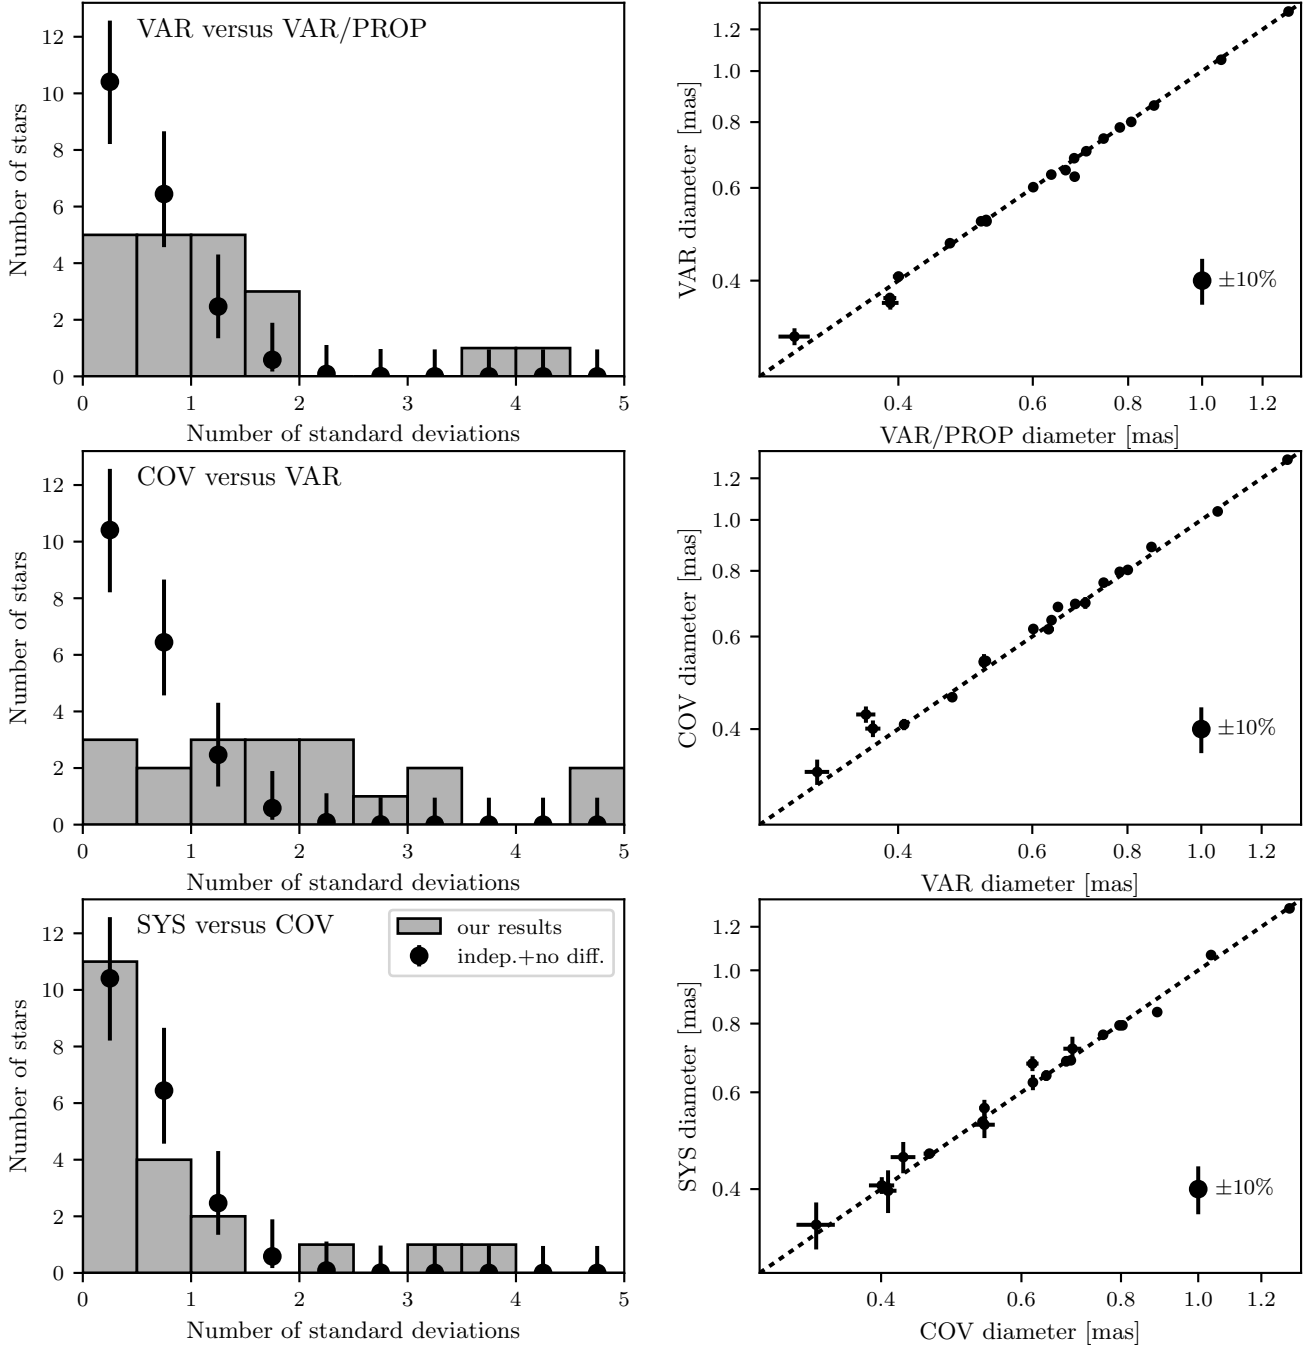 VAR versus VAR/PROP
Number of stars
12
10
8
6
4
2
0
0 1 2 3 4 5
Number of standard deviations
VAR diameter [mas]
1.2
1.0
0.8
0.6
0.4
±10%
0.4 0.6 0.8 1.0 1.2
VAR/PROP diameter [mas]
COV versus VAR
Number of stars
12
10
8
6
4
2
0
0 1 2 3 4 5
Number of standard deviations
COV diameter [mas]
1.2
1.0
0.8
0.6
0.4
±10%
0.4 0.6 0.8 1.0 1.2
VAR diameter [mas]
SYS versus COV
our results
indep.+no diff.
Number of stars
12
10
8
6
4
2
0
0 1 2 3 4 5
Number of standard deviations
SYS diameter [mas]
1.2
1.0
0.8
0.6
0.4
±10%
0.4 0.6 0.8 1.0 1.2
COV diameter [mas]